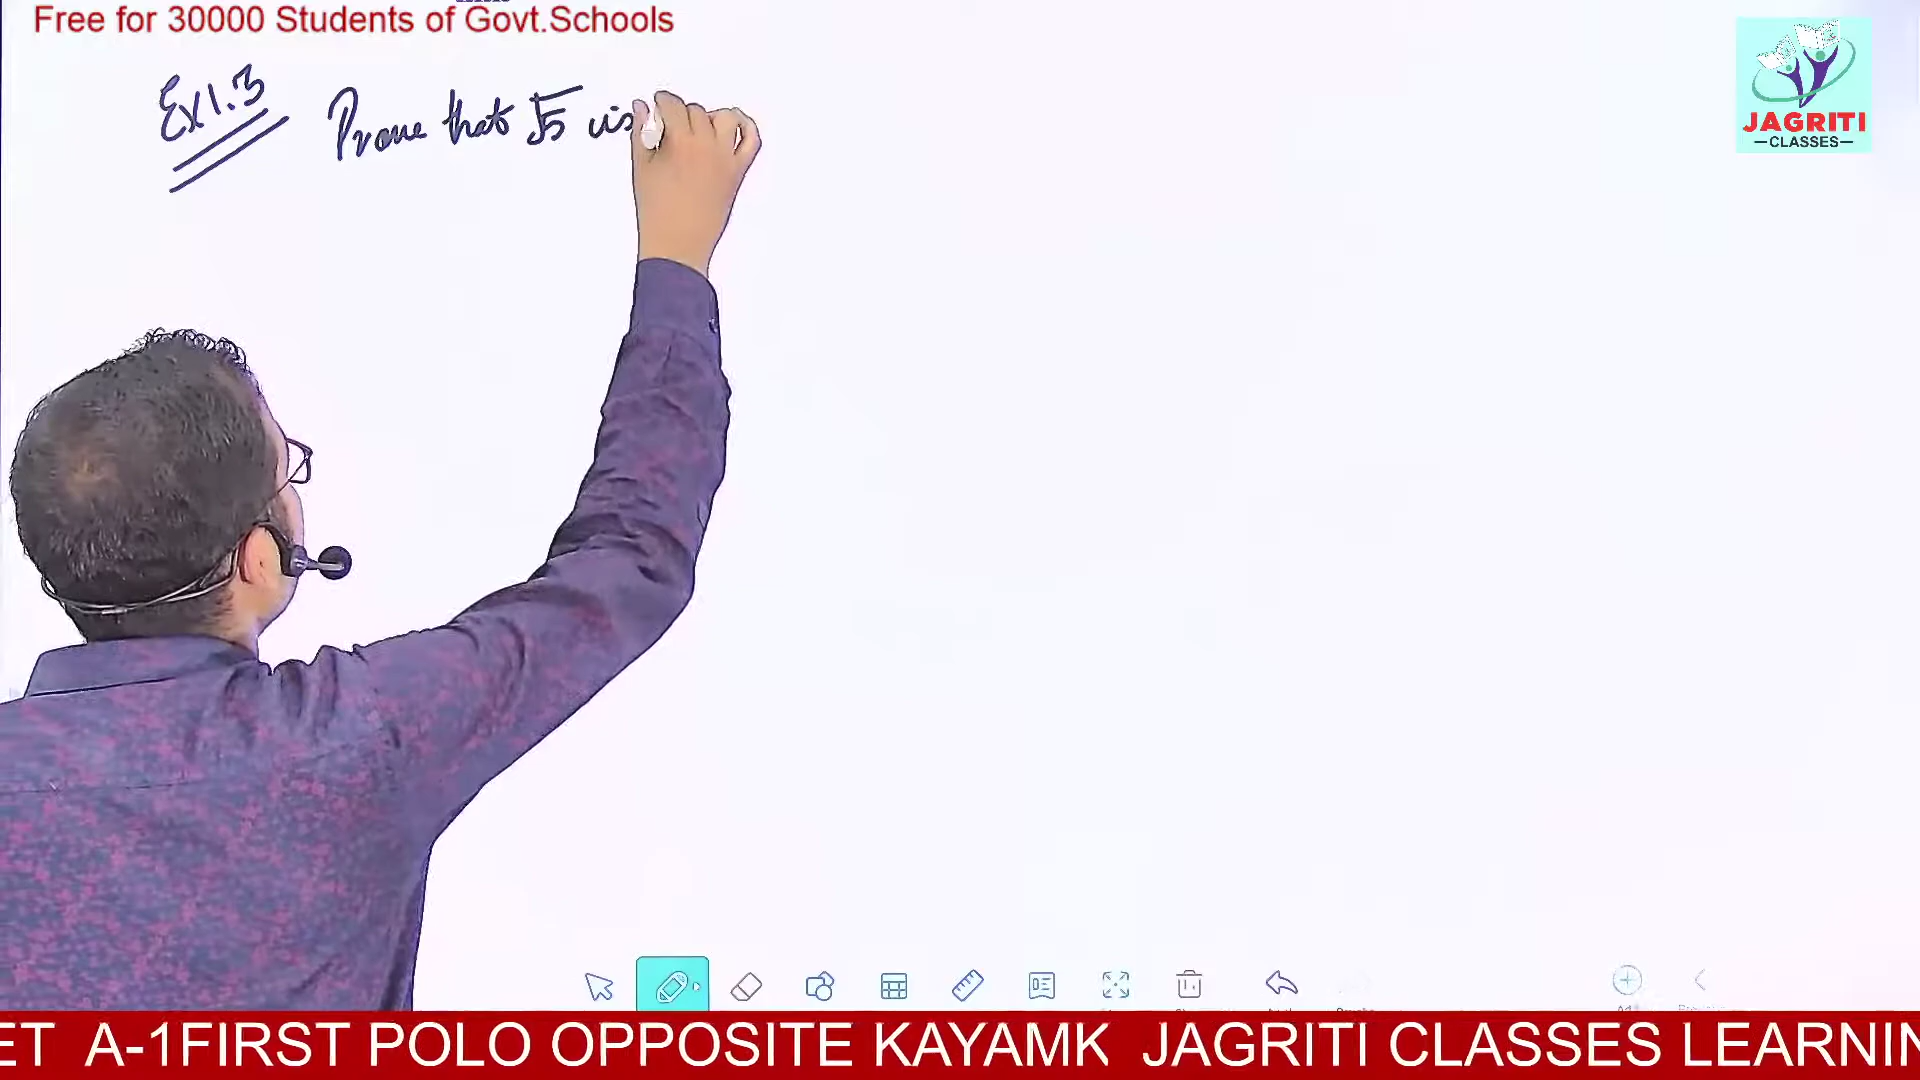 Free for 30000 Students of Govt.Schools
Ex1.3 Prove that √5 is
JAGRITI
—CLASSES—
ET A-1FIRST POLO OPPOSITE KAYAMK JAGRITI CLASSES LEARNIN